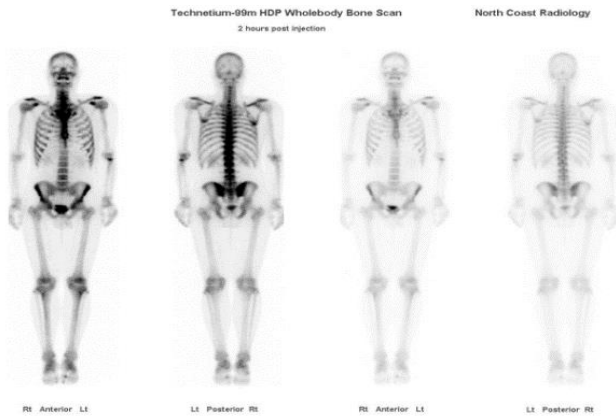 Technetium-99m HDP Wholebody Bone Scan
North Coast Radiology
2 hours post injection
Rt Anterior Lt
Lt Posterior Rt
Rt Anterior Lt
Lt Posterior Rt